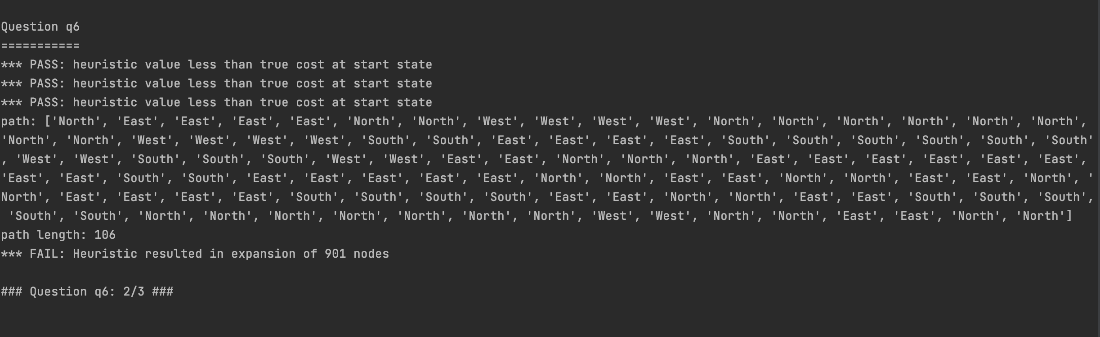 Question q6
===========
*** PASS: heuristic value less than true cost at start state
*** PASS: heuristic value less than true cost at start state
*** PASS: heuristic value less than true cost at start state
path: ['North', 'East', 'East', 'East', 'East', 'North', 'North', 'West', 'West', 'West', 'West', 'North', 'North', 'North', 'North', 'North', 'North',
'North', 'North', 'West', 'West', 'West', 'West', 'South', 'South', 'East', 'East', 'East', 'East', 'South', 'South', 'South', 'South', 'South', 'South'
, 'West', 'West', 'South', 'South', 'South', 'West', 'West', 'East', 'East', 'North', 'North', 'North', 'East', 'East', 'East', 'East', 'East', 'East',
'East', 'East', 'South', 'South', 'East', 'East', 'East', 'East', 'East', 'North', 'North', 'East', 'East', 'North', 'North', 'East', 'East', 'North', '
North', 'East', 'East', 'East', 'East', 'South', 'South', 'South', 'South', 'East', 'East', 'North', 'North', 'East', 'East', 'South', 'South', 'South',
'South', 'South', 'North', 'North', 'North', 'North', 'North', 'North', 'North', 'West', 'West', 'North', 'North', 'East', 'East', 'North', 'North']
path length: 106
*** FAIL: Heuristic resulted in expansion of 901 nodes
### Question q6: 2/3 ###